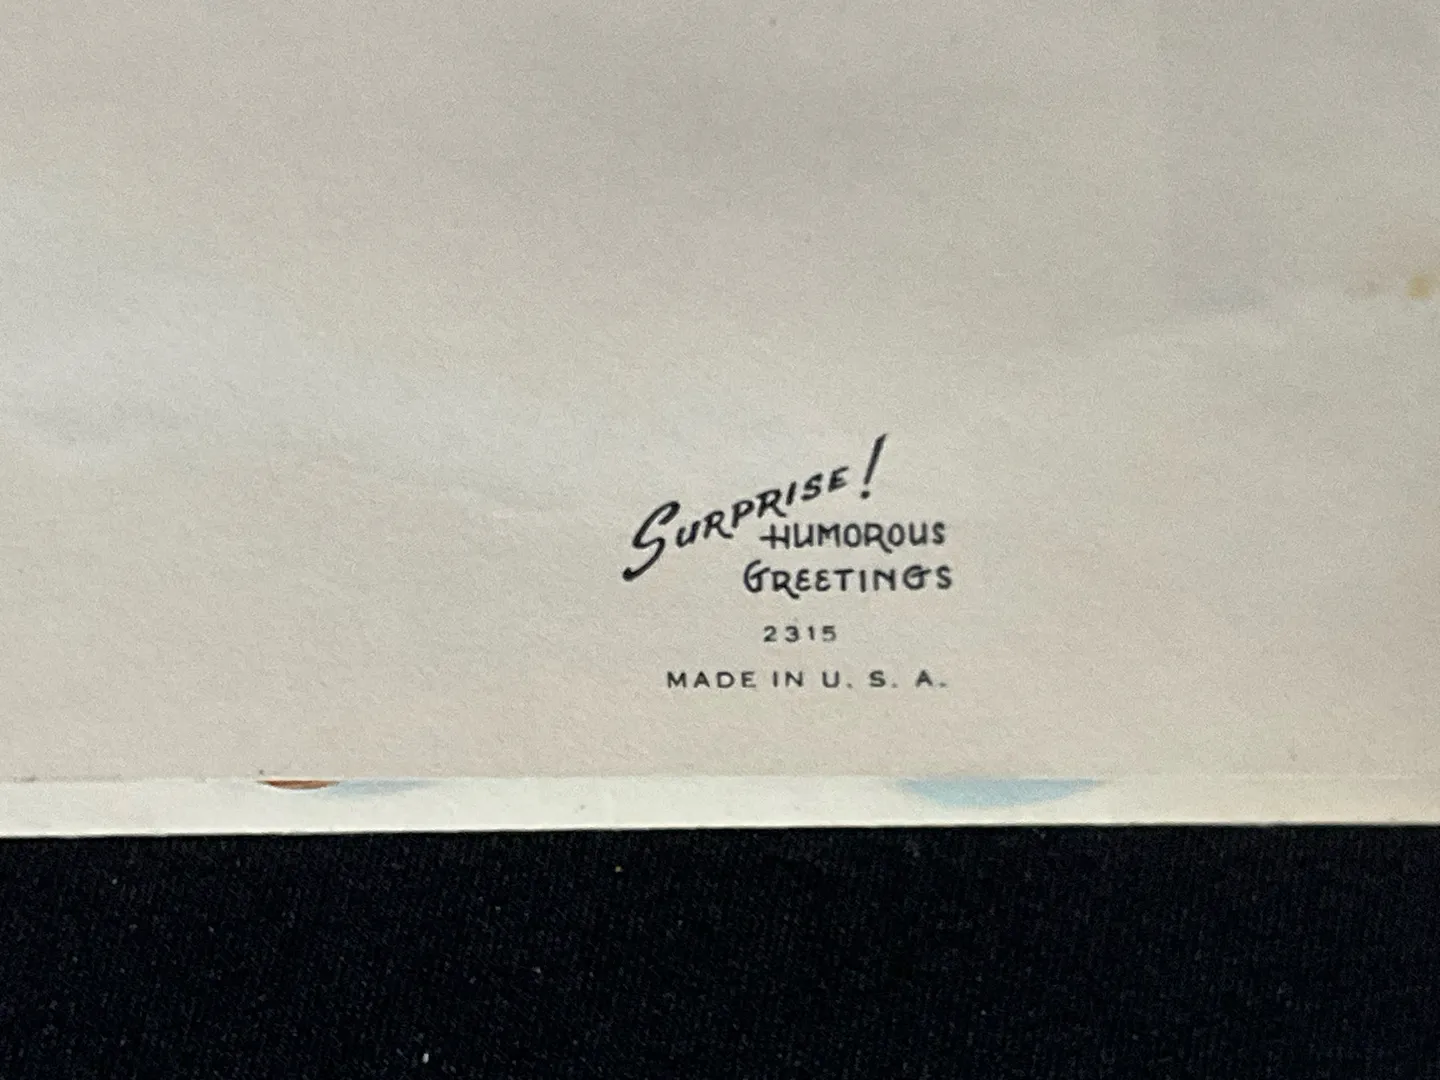 SURPRISE!
HUMOROUS
GREETINGS
2315
MADE IN U. S. A.